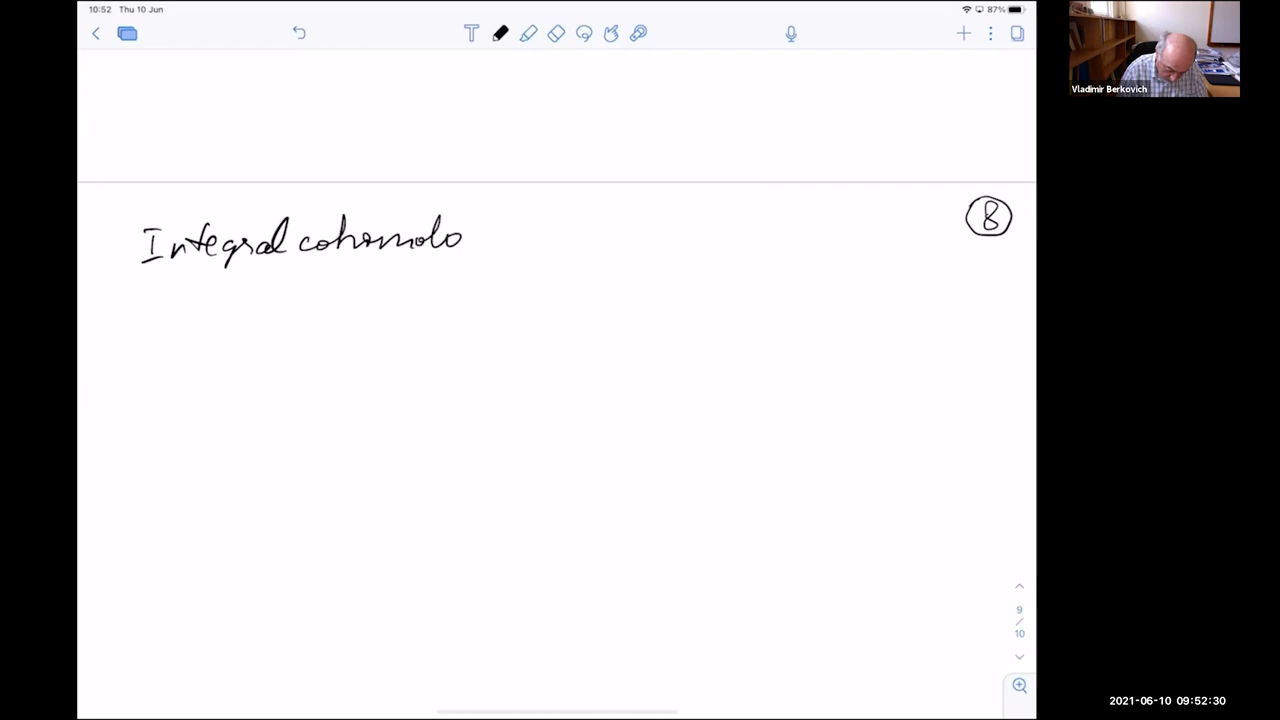 10:52 Thu 10 Jun
87%
T
Vladimir Berkovich
8
Integral cohomolo
9
/
10
2021-06-10 09:52:30